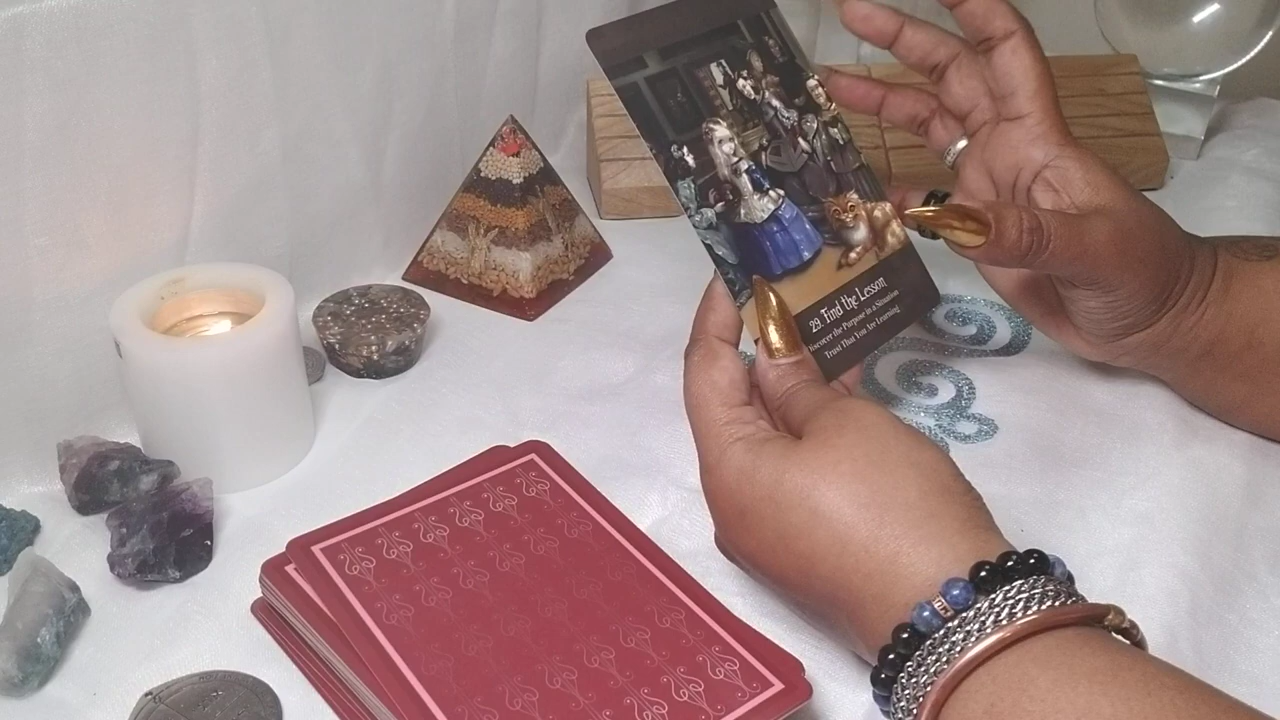 29. Find the Lesson
Discover the Purpose in a Situation
Trust That You Are Learning